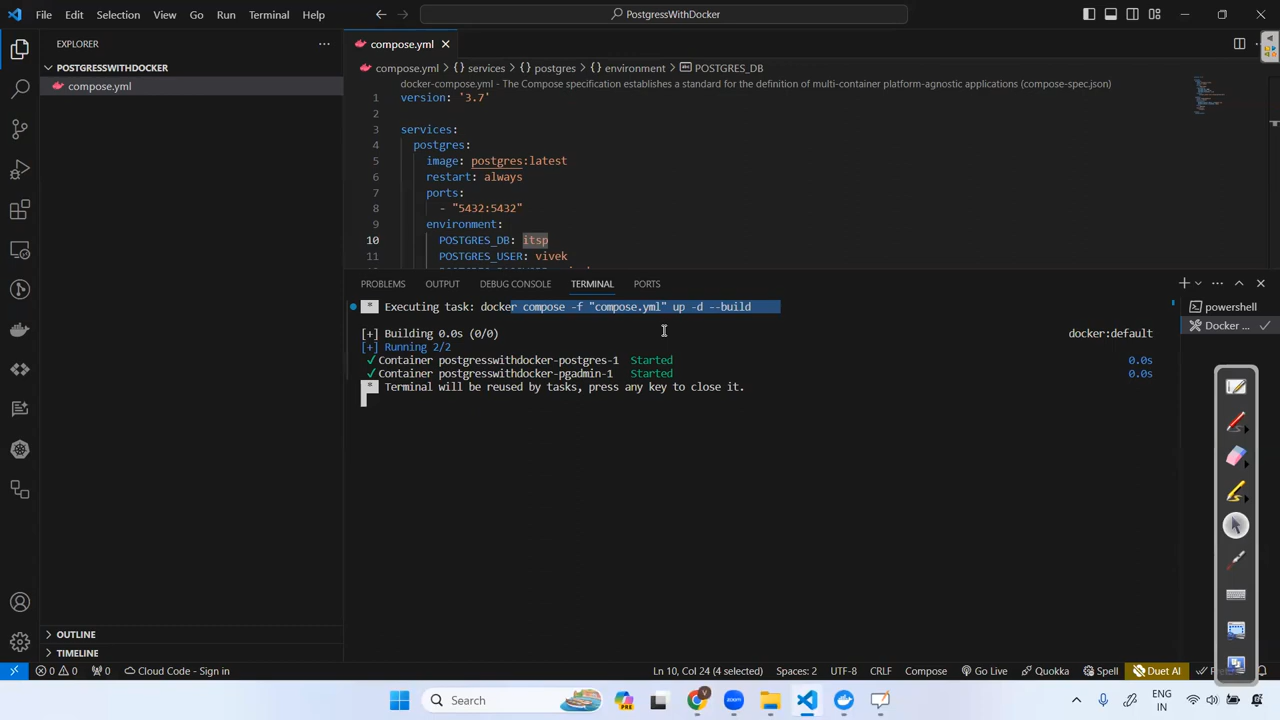 File Edit Selection View Go Run Terminal Help
PostgressWithDocker
EXPLORER
compose.yml
POSTGRESSWITHDOCKER
compose.yml
compose.yml > {} services > {} postgres > {} environment > POSTGRES_DB
docker-compose.yml - The Compose specification establishes a standard for the definition of multi-container platform-agnostic applications (compose-spec.json)
1 version: '3.7'
2
3 services:
4 postgres:
5 image: postgres:latest
6 restart: always
7 ports:
8 - "5432:5432"
9 environment:
10 POSTGRES_DB: itsp
11 POSTGRES_USER: vivek
PROBLEMS OUTPUT DEBUG CONSOLE TERMINAL PORTS
* Executing task: docker compose -f "compose.yml" up -d --build
powershell
Docker ...
[+] Building 0.0s (0/0) docker:default
[+] Running 2/2
✓Container postgresswithdocker-postgres-1 Started 0.0s
✓Container postgresswithdocker-pgadmin-1 Started 0.0s
* Terminal will be reused by tasks, press any key to close it.
OUTLINE
TIMELINE
0 0 0 Cloud Code - Sign in Ln 10, Col 24 (4 selected) Spaces: 2 UTF-8 CRLF Compose Go Live Quokka Spell Duet AI
Search
PRE
zoom
ENG
IN